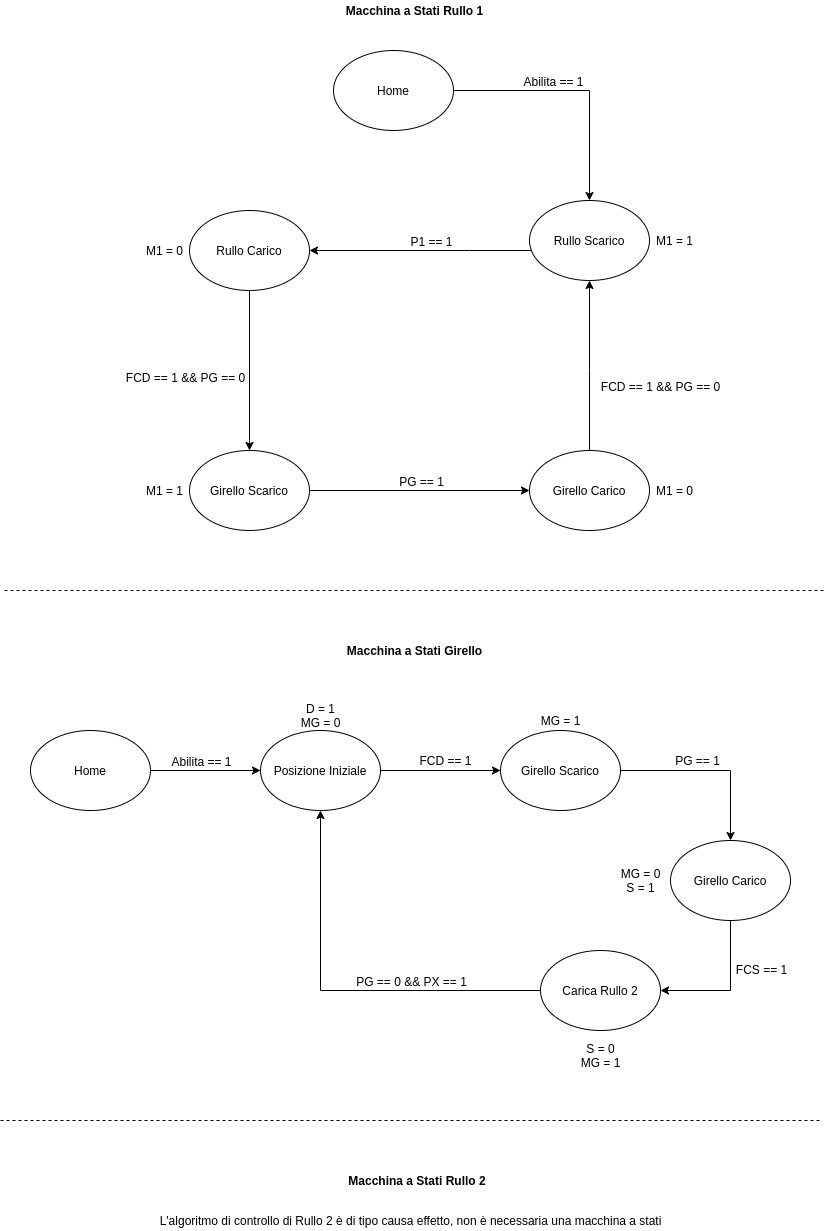 Macchina a Stati Rullo 1
Home
Abilita == 1
Rullo Carico
M1 = 0
P1 == 1
Rullo Scarico
M1 = 1
FCD == 1 && PG == 0
FCD == 1 && PG == 0
M1 = 1
Girello Scarico
PG == 1
Girello Carico
M1 = 0
Macchina a Stati Girello
Home
Abilita == 1
D = 1
MG = 0
Posizione Iniziale
FCD == 1
MG = 1
Girello Scarico
PG == 1
MG = 0
S = 1
Girello Carico
FCS == 1
Carica Rullo 2
S = 0
MG = 1
PG == 0 && PX == 1
Macchina a Stati Rullo 2
L'algoritmo di controllo di Rullo 2 è di tipo causa effetto, non è necessaria una macchina a stati